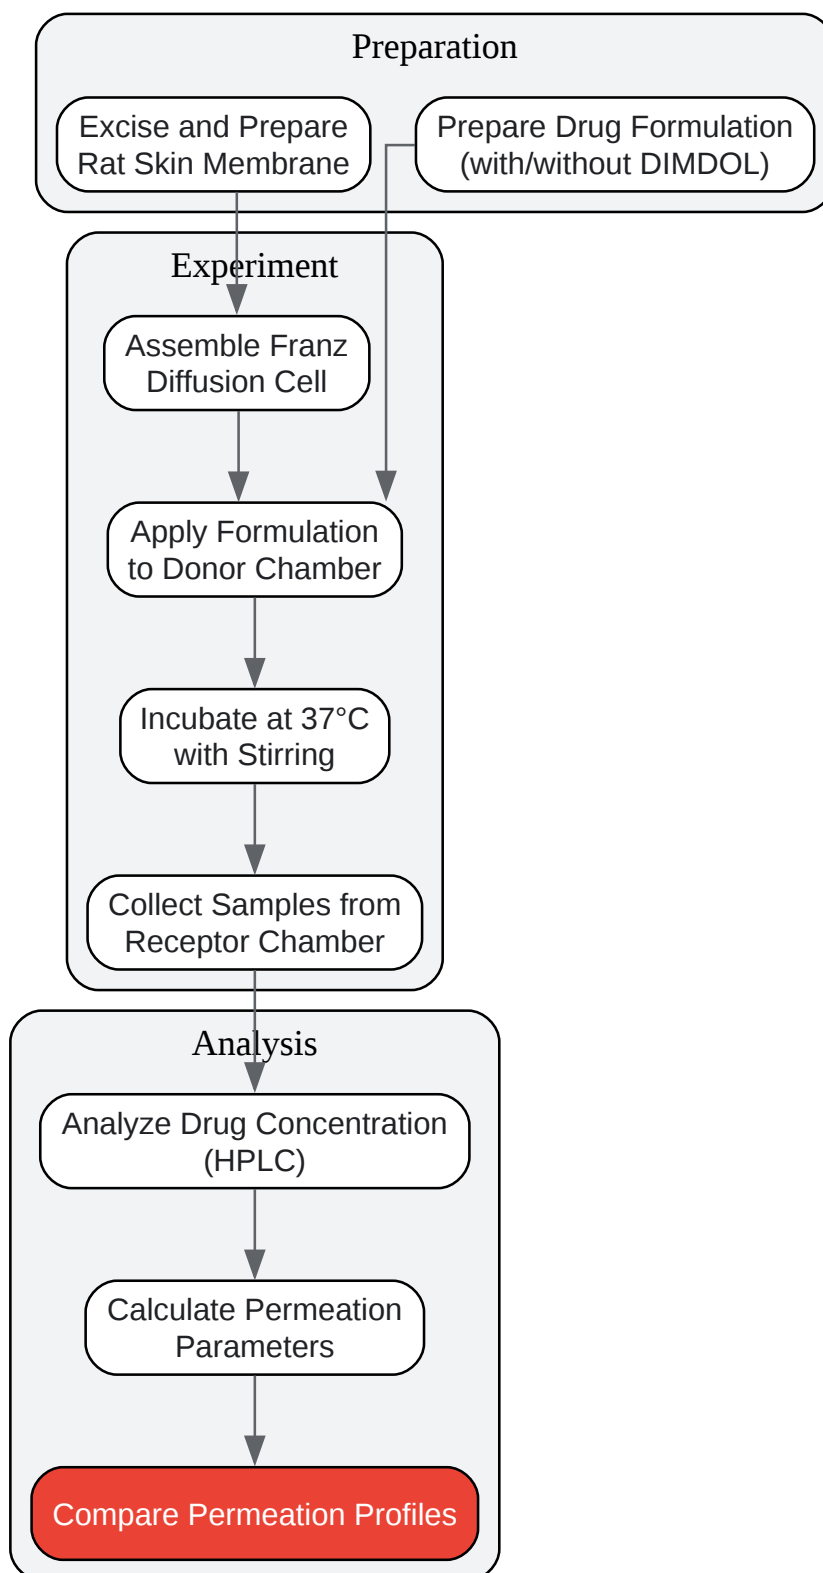 Preparation
Excise and Prepare
Rat Skin Membrane
Prepare Drug Formulation
(with/without DIMDOL)
Experiment
Assemble Franz
Diffusion Cell
Apply Formulation
to Donor Chamber
Incubate at 37°C
with Stirring
Collect Samples from
Receptor Chamber
Analysis
Analyze Drug Concentration
(HPLC)
Calculate Permeation
Parameters
Compare Permeation Profiles